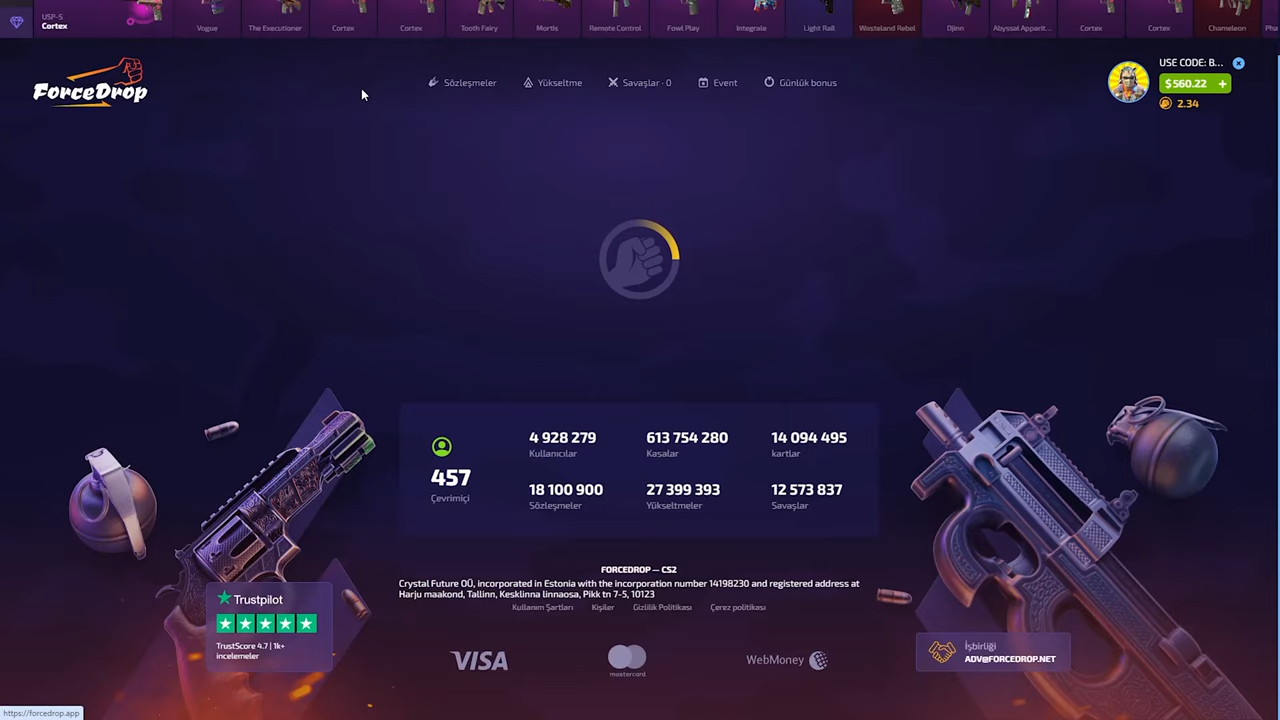 USP-S
Cortex
Vogue
The Executioner
Cortex
Cortex
Tooth Fairy
Mortis
Remote Control
Fowl Play
Integrale
Light Rail
Wasteland Rebel
Djinn
Abyssal Apparit...
Cortex
Cortex
Chameleon
ForceDrop
Sözleşmeler
Yükseltme
Savaşlar - 0
Event
Günlük bonus
USE CODE: B...
$560.22 +
2.34
457
Çevrimiçi
4 928 279
Kullanıcılar
613 754 280
Kasalar
14 094 495
kartlar
18 100 900
Sözleşmeler
27 399 393
Yükseltmeler
12 573 837
Savaşlar
FORCEDROP — CS2
Crystal Future OÜ, incorporated in Estonia with the incorporation number 14198230 and registered address at
Harju maakond, Tallinn, Kesklinna linnaosa, Pikk tn 7-5, 10123
Kullanım Şartları
Kişiler
Gizlilik Politikası
Çerez politikası
Trustpilot
TrustScore 4.7 | 1k+
incelemeler
VISA
mastercard
WebMoney
İşbirliği
ADV@FORCEDROP.NET
https://forcedrop.app